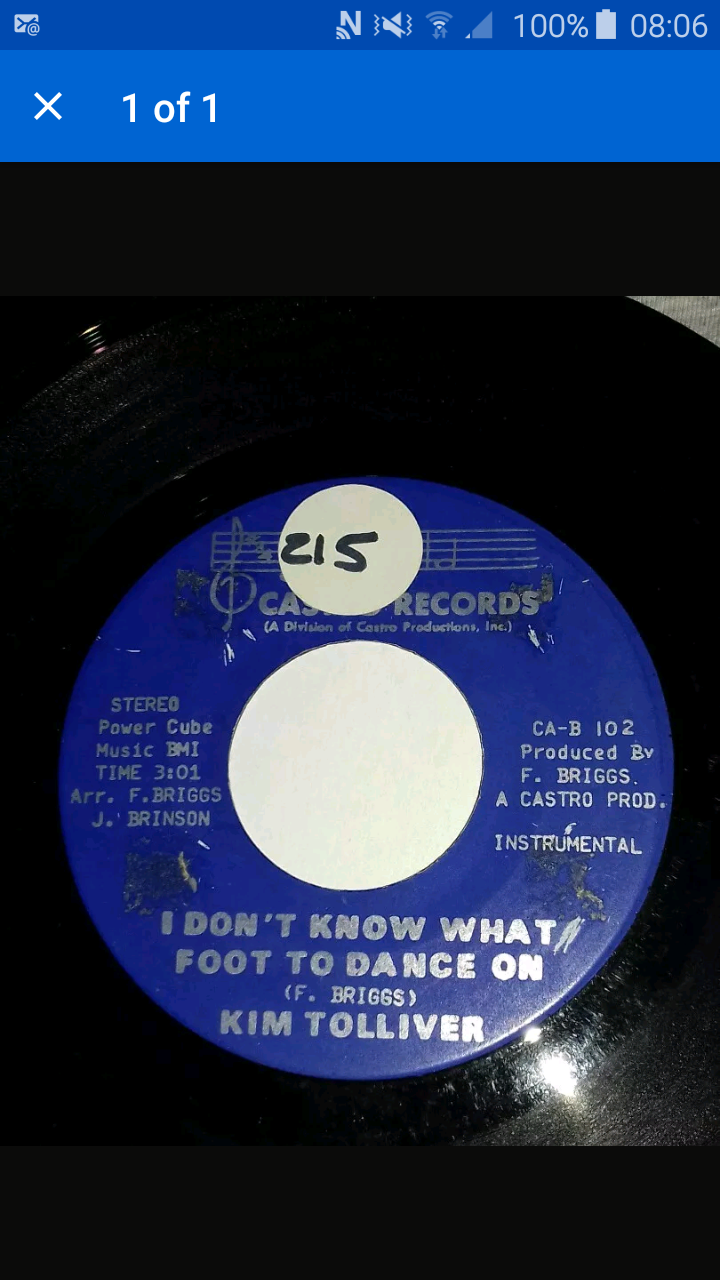 100% 08:06
1 of 1
215
RECORDS
(A Division of Castro Productions, Inc.)
STEREO
Power Cube
Music BMI
TIME 3:01
Arr. F.BRIGGS
J. BRINSON
CA-B 102
Produced By
F. BRIGGS.
A CASTRO PROD.
INSTRUMENTAL
I DON'T KNOW WHAT
FOOT TO DANCE ON
(F. BRIGGS)
KIM TOLLIVER